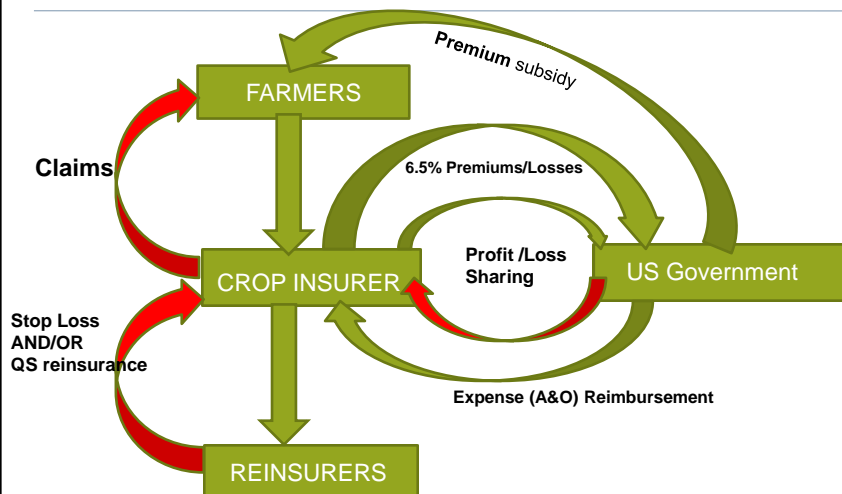 Premium subsidy
FARMERS
Claims
6.5% Premiums/Losses
Profit /Loss
Sharing
US Government
CROP INSURER
Stop Loss
AND/OR
QS reinsurance
Expense (A&O) Reimbursement
REINSURERS